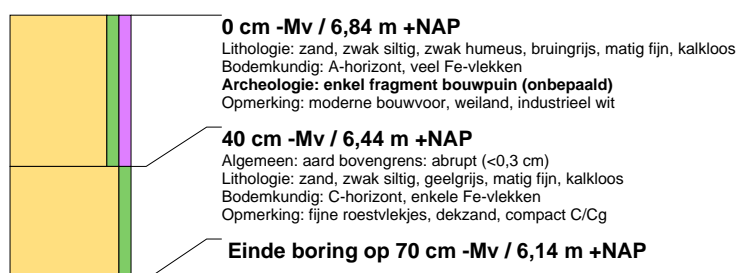 0 cm -Mv / 6,84 m +NAP
Lithologie: zand, zwak siltig, zwak humeus, bruingrijs, matig fijn, kalkloos
Bodemkundig: A-horizont, veel Fe-vlekken
Archeologie: enkel fragment bouwpuin (onbepaald)
Opmerking: moderne bouwvoor, weiland, industrieel wit
40 cm -Mv / 6,44 m +NAP
Algemeen: aard bovengrens: abrupt (<0,3 cm)
Lithologie: zand, zwak siltig, geelgrijs, matig fijn, kalkloos
Bodemkundig: C-horizont, enkele Fe-vlekken
Opmerking: fijne roestvlekjes, dekzand, compact C/Cg
Einde boring op 70 cm -Mv / 6,14 m +NAP